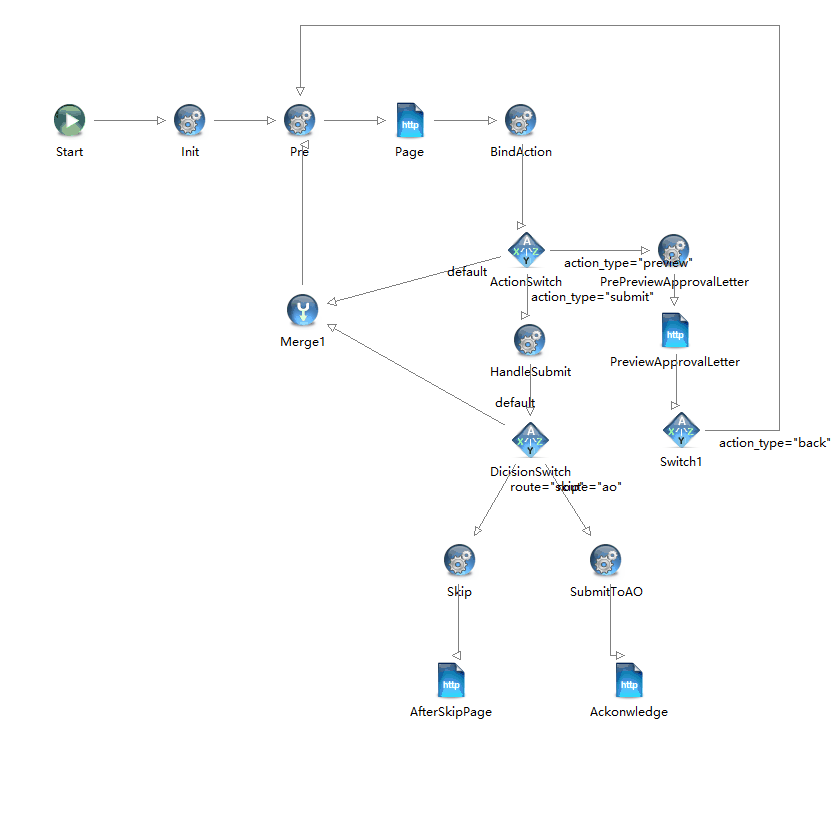 Start
Init
Pre
http
Page
BindAction
A
X Z
Y
ActionSwitch
default
action_type="preview"
PrePreviewApprovalLetter
action_type="submit"
Merge1
HandleSubmit
http
PreviewApprovalLetter
default
A
X Z
Y
DicisionSwitch
A
X Z
Y
Switch1
action_type="back"
route="skip"
route="ao"
Skip
SubmitToAO
http
AfterSkipPage
http
Ackonwledge